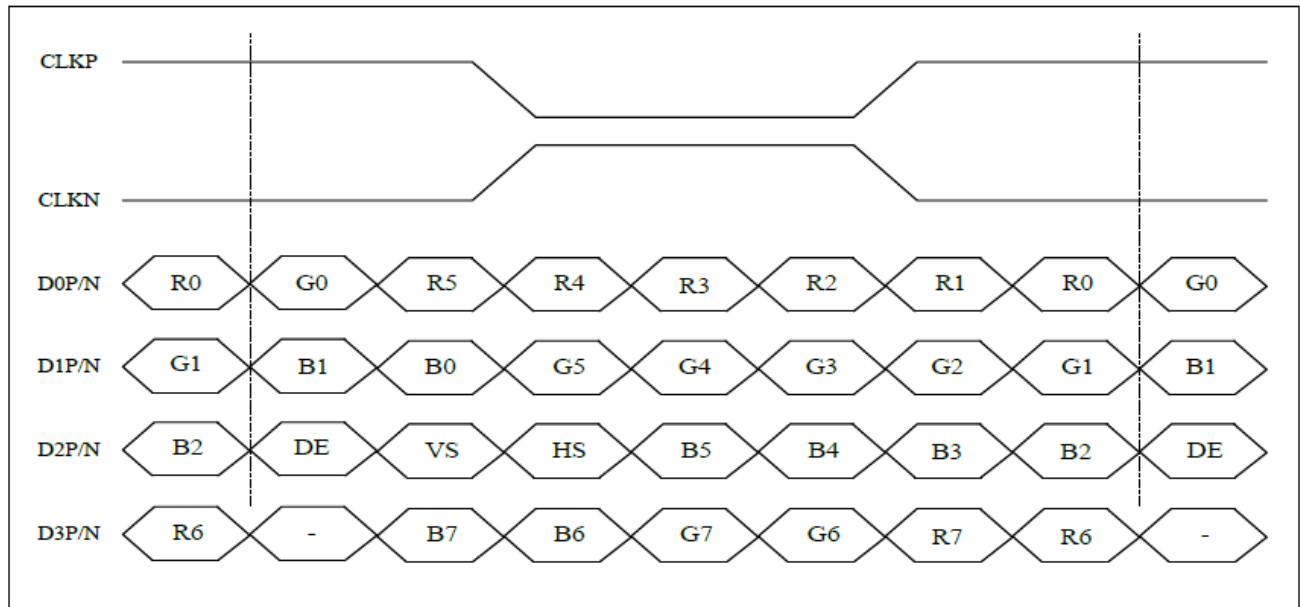 CLKP
CLKN
D0P/N R0 G0 R5 R4 R3 R2 R1 R0 G0
D1P/N G1 B1 B0 G5 G4 G3 G2 G1 B1
D2P/N B2 DE VS HS B5 B4 B3 B2 DE
D3P/N R6 - B7 B6 G7 G6 R7 R6 -